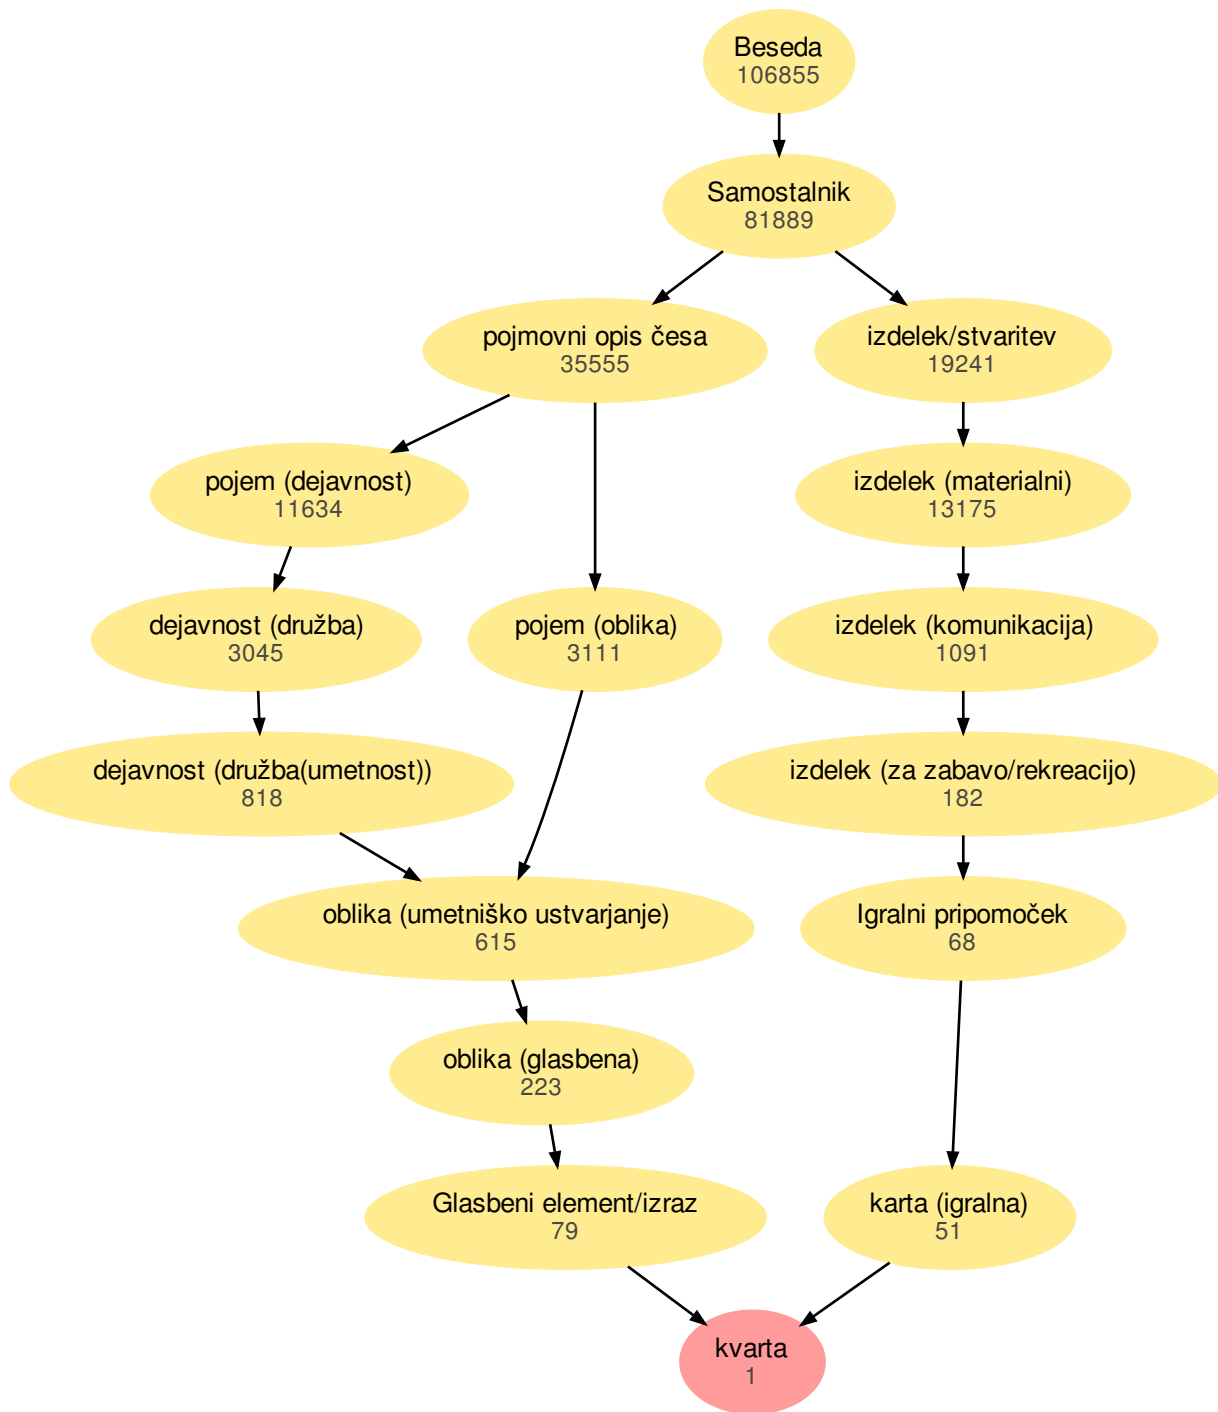 Beseda
106855
Samostalnik
81889
pojmovni opis česa
35555
izdelek/stvaritev
19241
pojem (dejavnost)
11634
izdelek (materialni)
13175
dejavnost (družba)
3045
pojem (oblika)
3111
izdelek (komunikacija)
1091
dejavnost (družba(umetnost))
818
izdelek (za zabavo/rekreacijo)
182
oblika (umetniško ustvarjanje)
615
Igralni pripomoček
68
oblika (glasbena)
223
Glasbeni element/izraz
79
karta (igralna)
51
kvarta
1